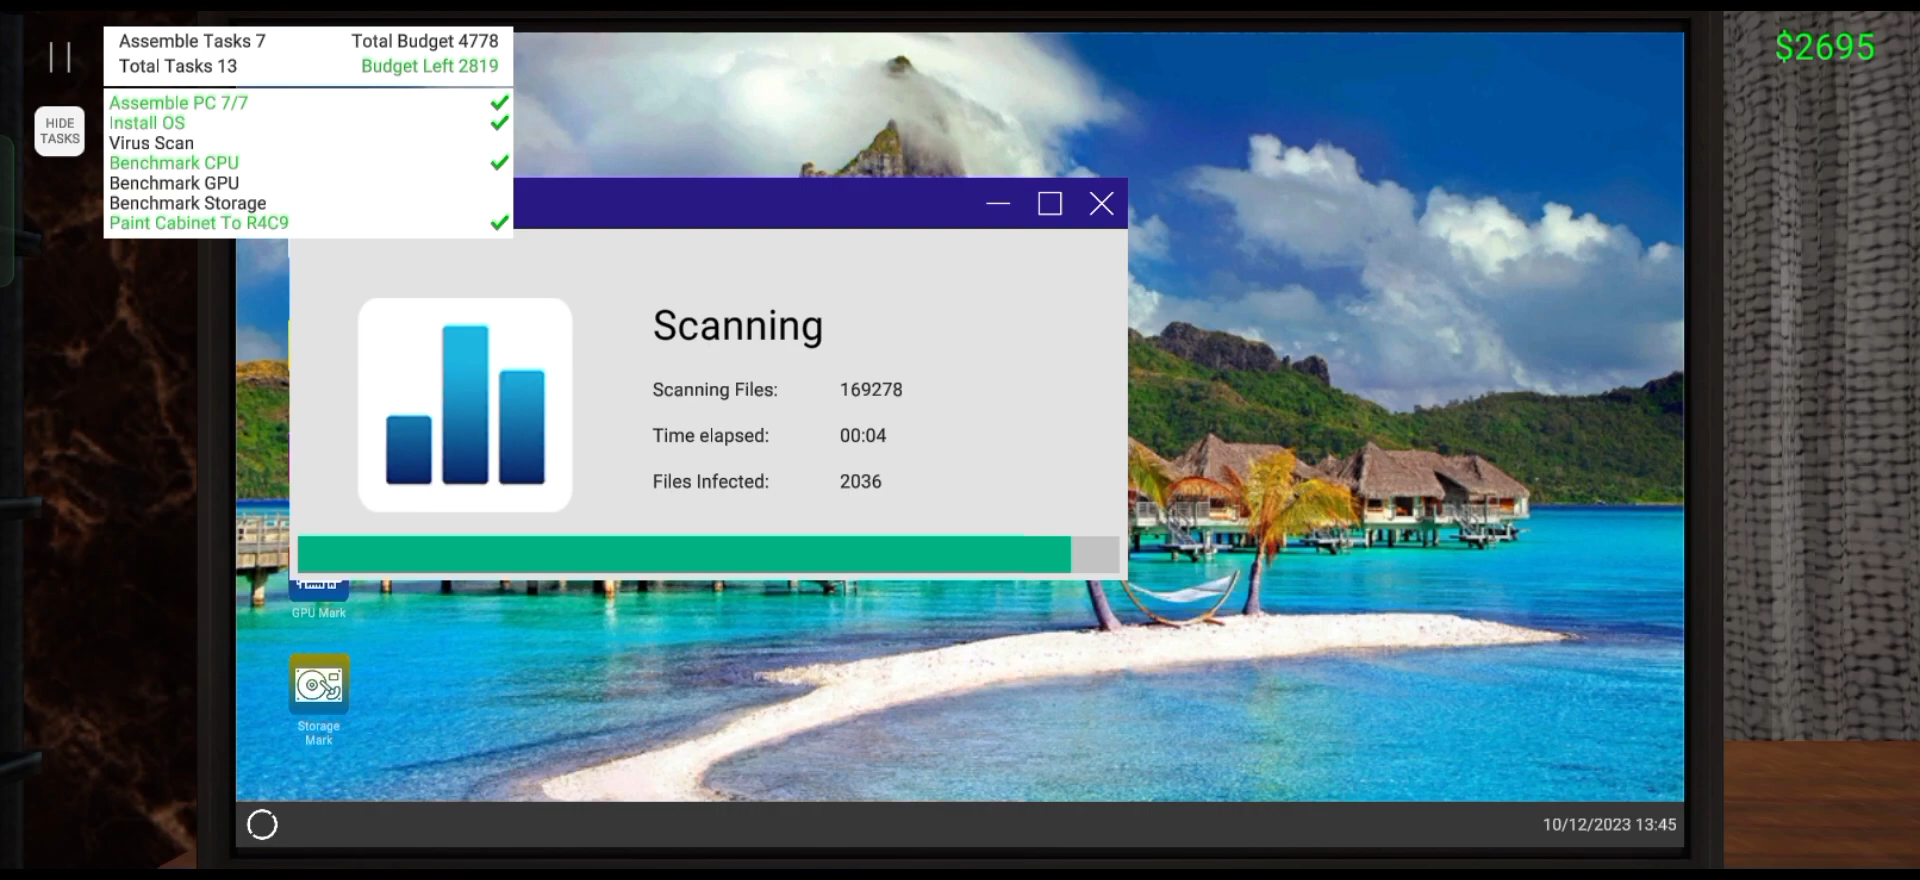 Assemble Tasks 7
Total Budget 4778
Total Tasks 13
Budget Left 2819
$2695
HIDE
TASKS
Assemble PC 7/7
Install OS
Virus Scan
Benchmark CPU
Benchmark GPU
Benchmark Storage
Paint Cabinet To R4C9
Scanning
Scanning Files: 169278
Time elapsed: 00:04
Files Infected: 2036
GPU Mark
Storage
Mark
10/12/2023 13:45